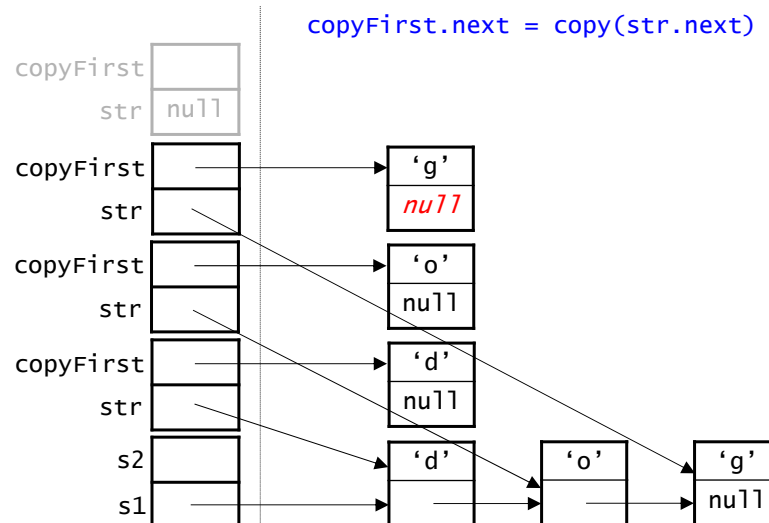 copyFirst.next = copy(str.next)
copyFirst
str null
copyFirst ‘g’
str null
copyFirst ‘o’
str null
copyFirst ‘d’
str null
s2 ‘d’ ‘o’ ‘g’
s1 null